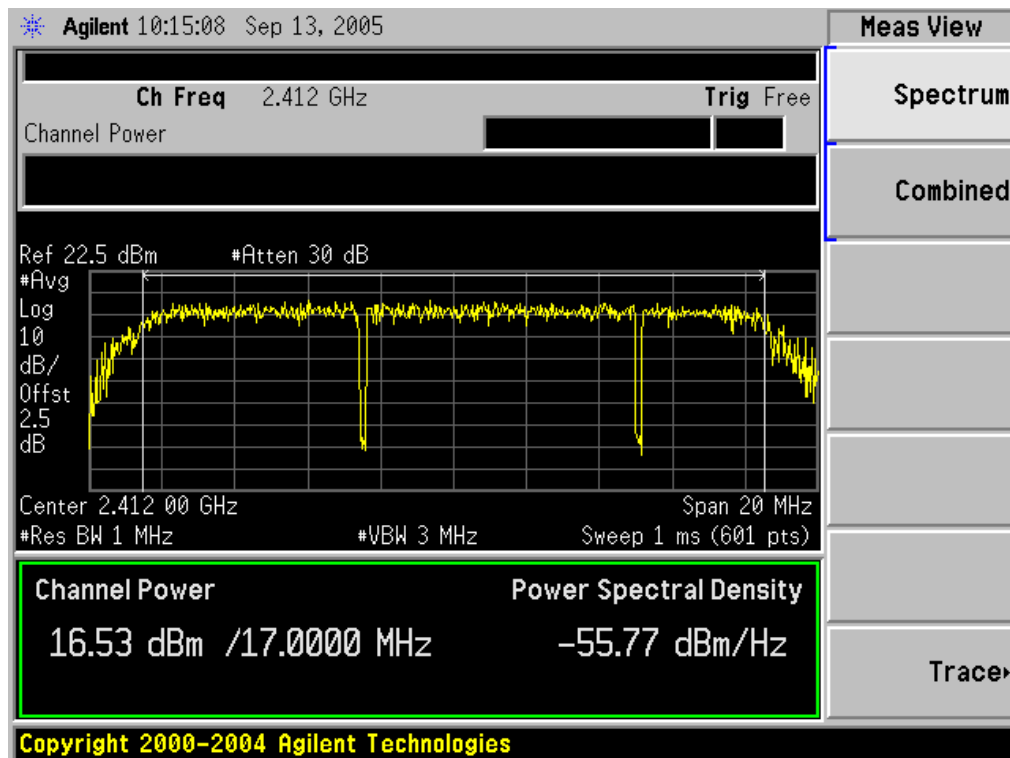 Agilent 10:15:08 Sep 13, 2005
Meas View
Ch Freq 2.412 GHz Trig Free
Channel Power
Spectrum
Combined
Ref 22.5 dBm #Atten 30 dB
#Avg
Log
10
dB/
Offst
2.5
dB
Center 2.412 00 GHz Span 20 MHz
#Res BW 1 MHz #VBW 3 MHz Sweep 1 ms (601 pts)
Channel Power Power Spectral Density
16.53 dBm /17.0000 MHz -55.77 dBm/Hz
Trace
Copyright 2000-2004 Agilent Technologies